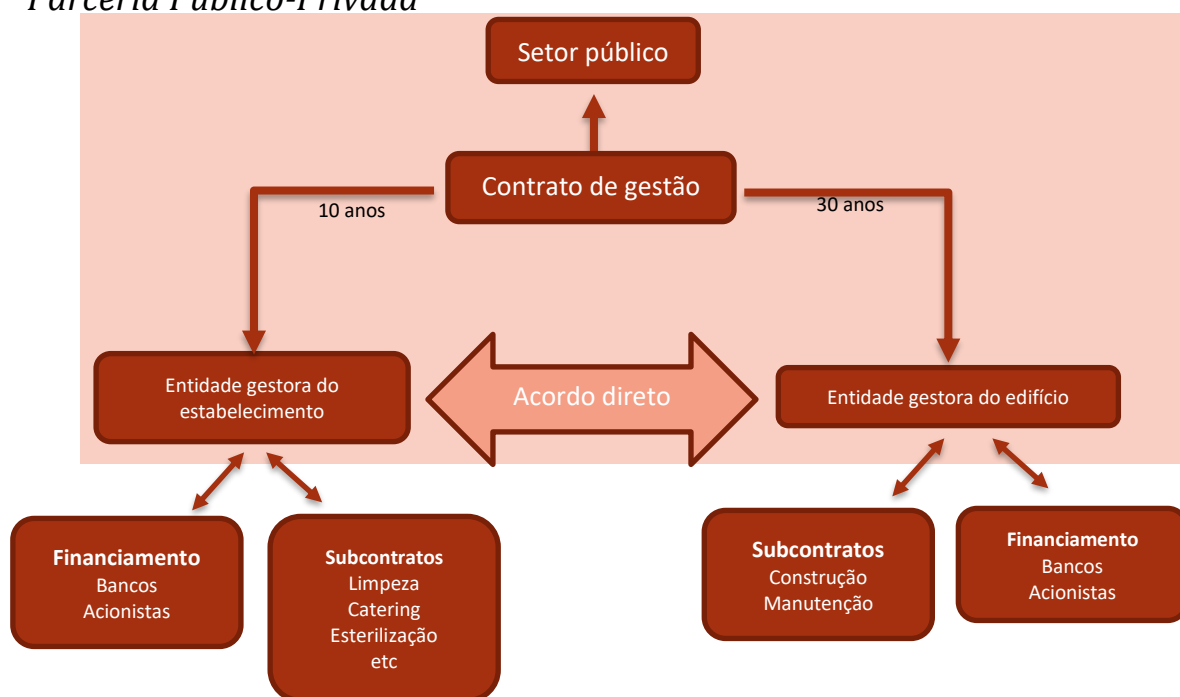 Parceria Público-Privada
Setor público
Contrato de gestão
10 anos
30 anos
Entidade gestora do
estabelecimento
Acordo direto
Entidade gestora do edifício
Financiamento
Bancos
Acionistas
Subcontratos
Limpeza
Catering
Esterilização
etc
Subcontratos
Construção
Manutenção
Financiamento
Bancos
Acionistas